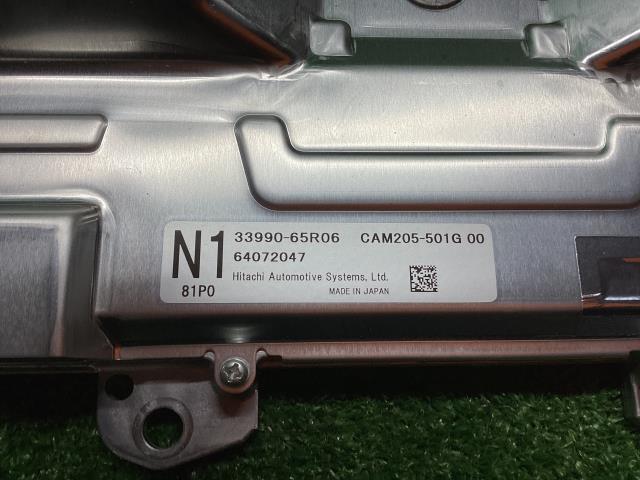 N1 33990-65R06 CAM205-501G 00
64072047
81P0 Hitachi Automotive Systems, Ltd. MADE IN JAPAN